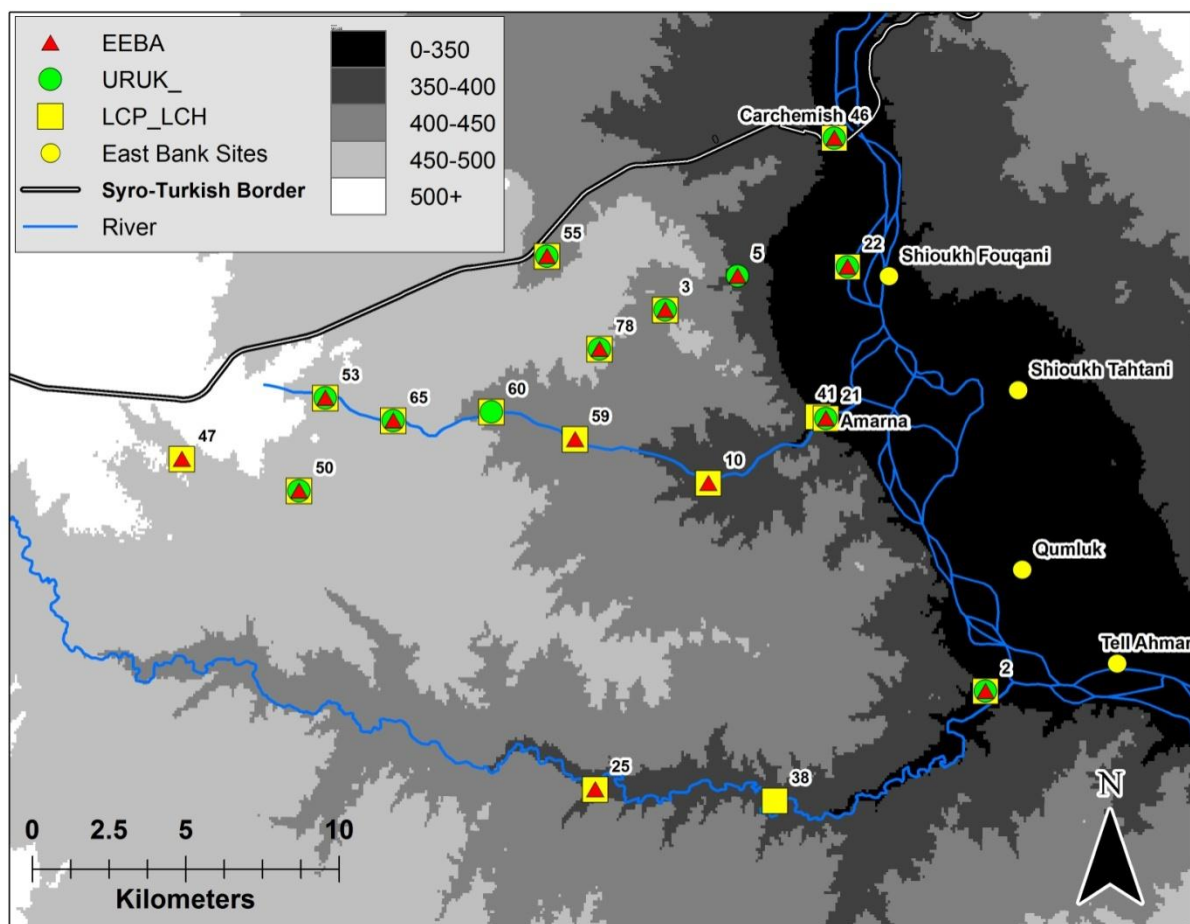 EEBA
URUK_
LCP_LCH
East Bank Sites
Syro-Turkish Border
River
0-350
350-400
400-450
450-500
500+
Carchemish 46
55
5
22
Shioukh Fouqani
3
78
Shioukh Tahtani
53
65
60
59
41 21
Amarna
47
50
10
Qumluk
Tell Ahmar
2
25
38
N
0 2.5 5 10
Kilometers